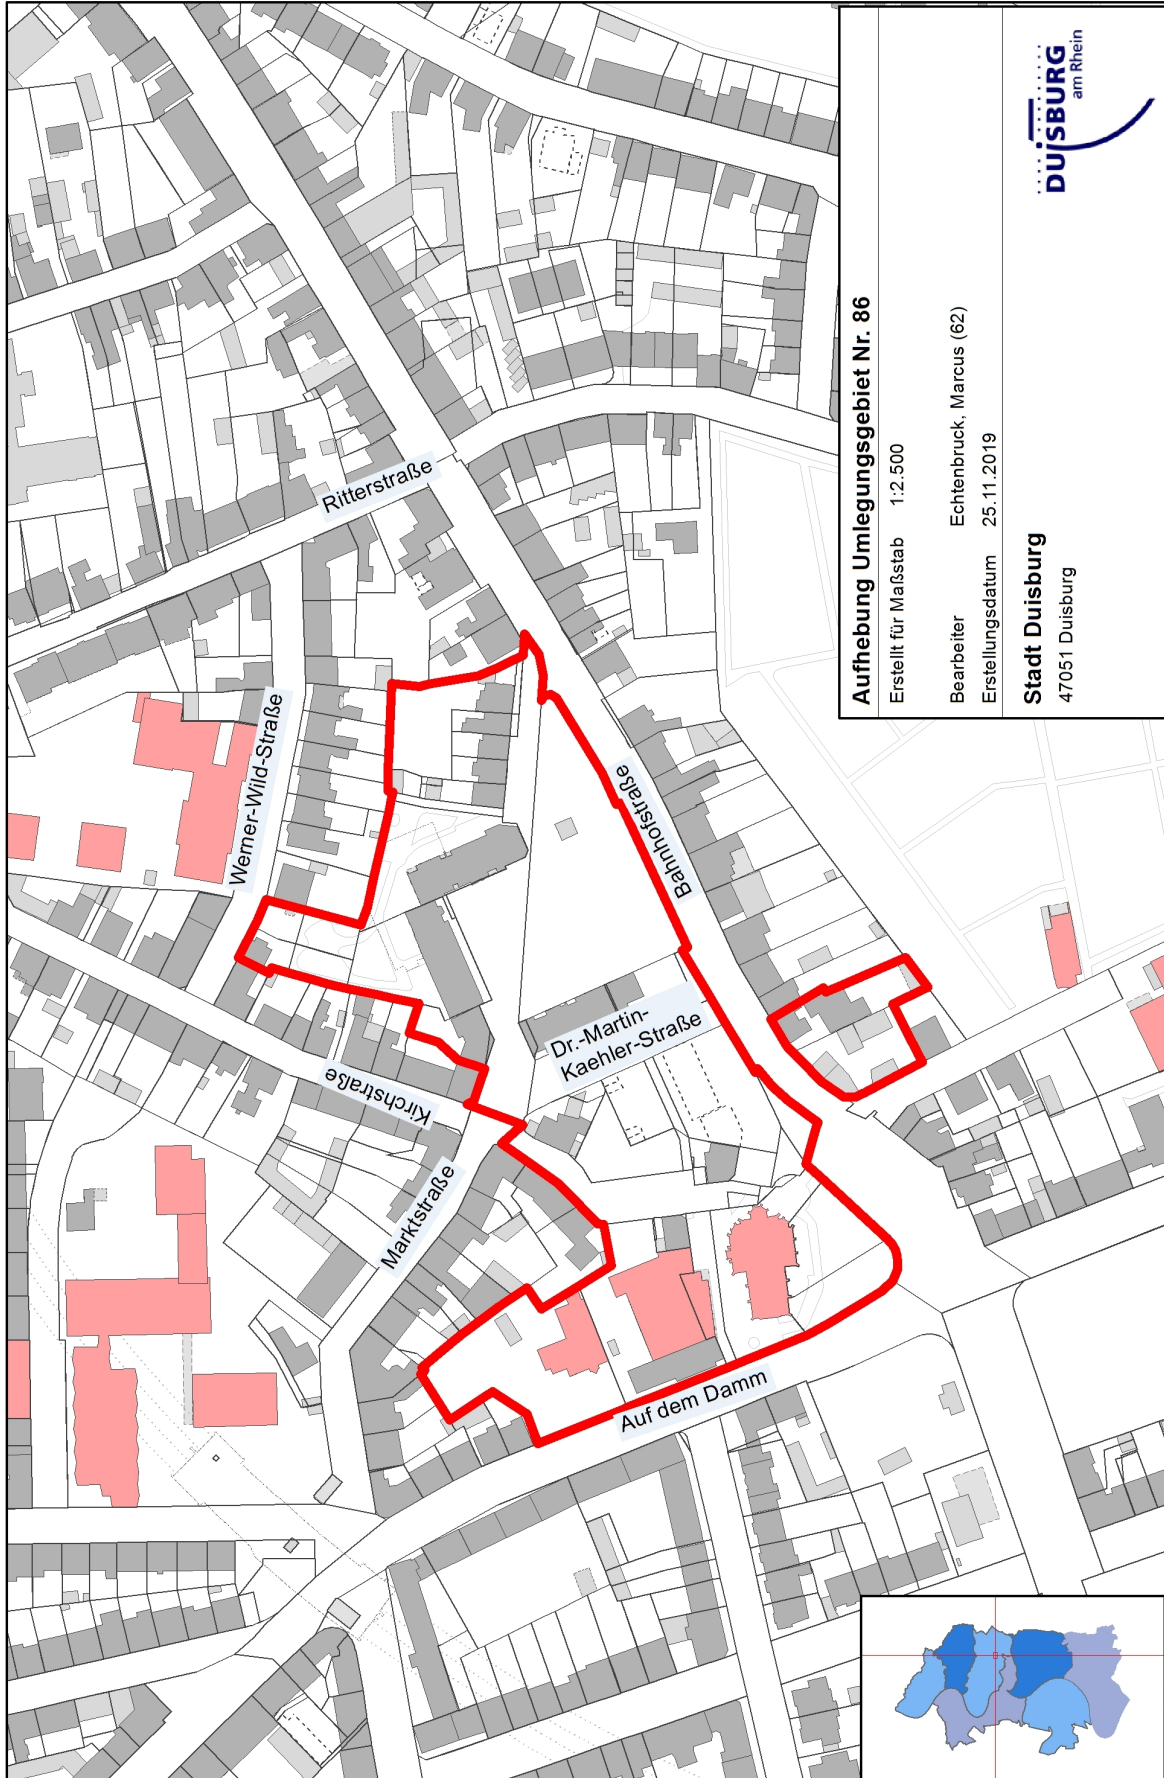 Ritterstraße
Werner-Wild-Straße
Kirchstraße
Marktstraße
Dr.-Martin-
Kaehler-Straße
Bahnhofstraße
Auf dem Damm
Aufhebung Umlegungsgebiet Nr. 86
Erstellt für Maßstab 1:2.500
Bearbeiter Echtenbruck, Marcus (62)
Erstellungsdatum 25.11.2019
Stadt Duisburg
47051 Duisburg
DUISBURG
am Rhein